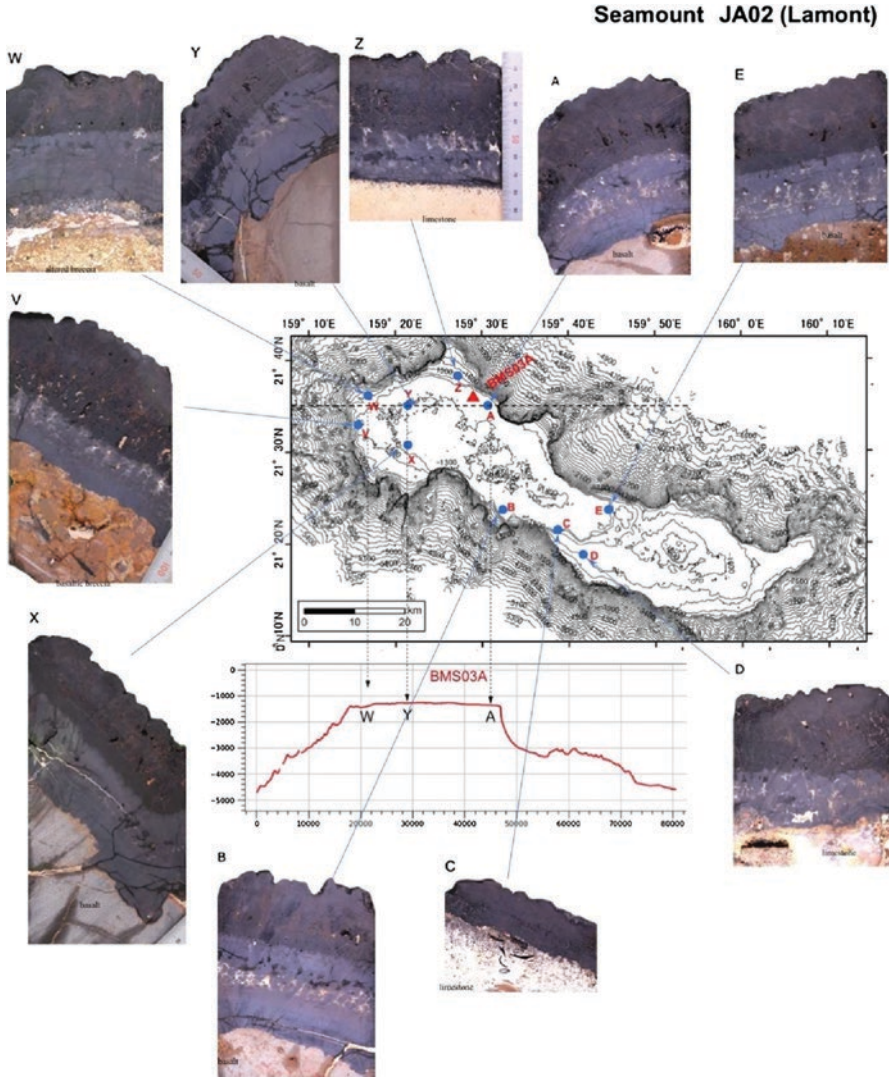 Seamount JA02 (Lamont)
W
Y
Z
A
E
altered breccia
basalt
limestone
basalt
basalt
50
V
basaltic breccia
100
X
basalt
159°10'E
159°20'E
159°30'E
159°40'E
159°50'E
160°0'E
160°10'E
21°40'N
21°30'N
21°20'N
21°10'N
BMS03A
Z
W
Y
A
V
X
B
C
E
D
0
10
20
km
BMS03A
0
-1000
-2000
-3000
-4000
-5000
W
Y
A
0
10000
20000
30000
40000
50000
60000
70000
80000
D
limestone
B
basalt
C
limestone